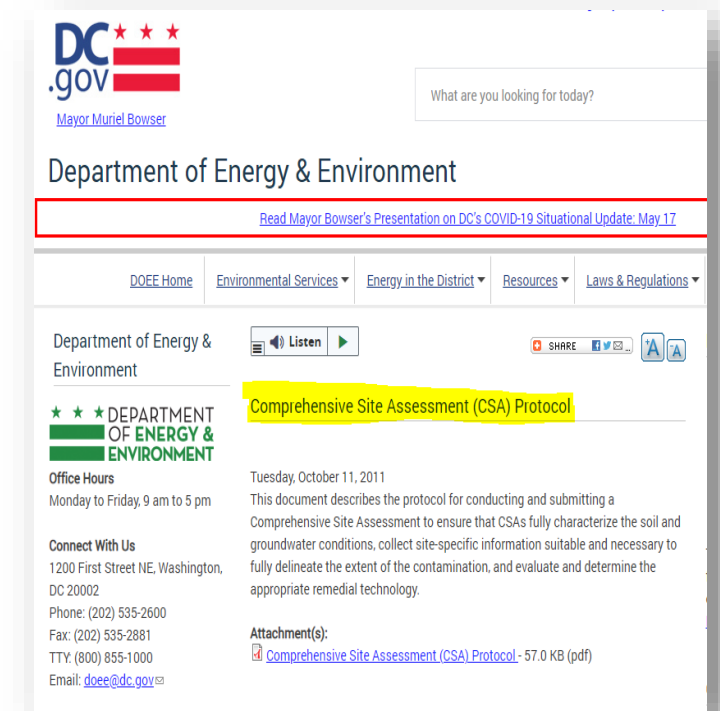 DC
.gov
Mayor Muriel Bowser
What are you looking for today?
Department of Energy & Environment
Read Mayor Bowser's Presentation on DC's COVID-19 Situational Update: May 17
DOEE Home
Environmental Services
Energy in the District
Resources
Laws & Regulations
Department of Energy &
Environment
DEPARTMENT
OF ENERGY &
ENVIRONMENT
Office Hours
Monday to Friday, 9 am to 5 pm
Connect With Us
1200 First Street NE, Washington,
DC 20002
Phone: (202) 535-2600
Fax: (202) 535-2881
TTY: (800) 855-1000
Email: doee@dc.gov
Listen
SHARE
+A
-A
Comprehensive Site Assessment (CSA) Protocol
Tuesday, October 11, 2011
This document describes the protocol for conducting and submitting a
Comprehensive Site Assessment to ensure that CSAs fully characterize the soil and
groundwater conditions, collect site-specific information suitable and necessary to
fully delineate the extent of the contamination, and evaluate and determine the
appropriate remedial technology.
Attachment(s):
Comprehensive Site Assessment (CSA) Protocol - 57.0 KB (pdf)